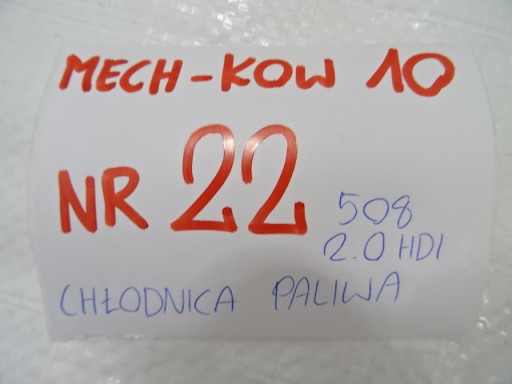 MECH-KOW 10
NR 22
508
2.0 HDI
CHŁODNICA PALIWA